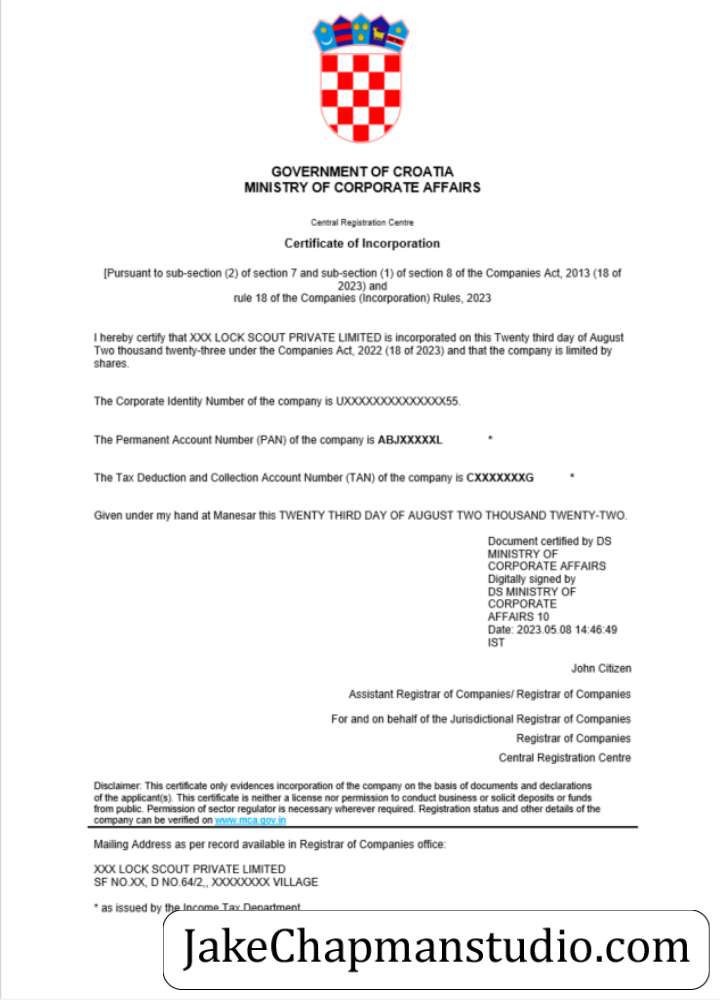 GOVERNMENT OF CROATIA
MINISTRY OF CORPORATE AFFAIRS
Central Registration Centre
Certificate of Incorporation
[Pursuant to sub-section (2) of section 7 and sub-section (1) of section 8 of the Companies Act, 2013 (18 of
2023) and
rule 18 of the Companies (Incorporation) Rules, 2023
I hereby certify that XXX LOCK SCOUT PRIVATE LIMITED is incorporated on this Twenty third day of August
Two thousand twenty-three under the Companies Act, 2022 (18 of 2023) and that the company is limited by
shares.
The Corporate Identity Number of the company is UXXXXXXXXXXXXXXX55.
The Permanent Account Number (PAN) of the company is ABJXXXXXL *
The Tax Deduction and Collection Account Number (TAN) of the company is CXXXXXXXG *
Given under my hand at Manesar this TWENTY THIRD DAY OF AUGUST TWO THOUSAND TWENTY-TWO.
Document certified by DS
MINISTRY OF
CORPORATE AFFAIRS
Digitally signed by
DS MINISTRY OF
CORPORATE
AFFAIRS 10
Date: 2023.05.08 14:46:49
IST
John Citizen
Assistant Registrar of Companies/ Registrar of Companies
For and on behalf of the Jurisdictional Registrar of Companies
Registrar of Companies
Central Registration Centre
Disclaimer: This certificate only evidences incorporation of the company on the basis of documents and declarations
of the applicant(s). This certificate is neither a license nor permission to conduct business or solicit deposits or funds
from public. Permission of sector regulator is necessary wherever required. Registration status and other details of the
company can be verified on www.mca.gov.in
Mailing Address as per record available in Registrar of Companies office:
XXX LOCK SCOUT PRIVATE LIMITED
SF NO.XX, D NO.64/2,, XXXXXXXX VILLAGE
* as issued by the Income Tax Department
JakeChapmanstudio.com